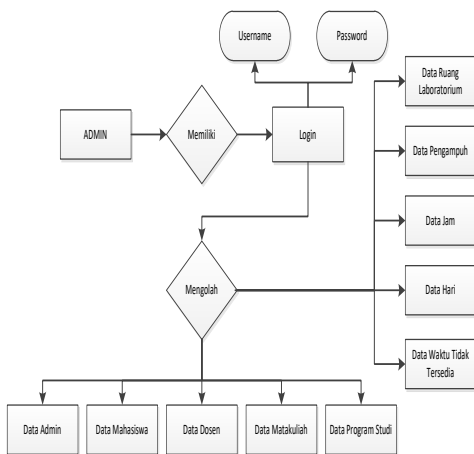 Username
Password
Data Ruang
Laboratorium
ADMIN
Memiliki
Login
Data Pengampuh
Data Jam
Mengolah
Data Hari
Data Waktu Tidak
Tersedia
Data Admin
Data Mahasiswa
Data Dosen
Data Matakuliah
Data Program Studi